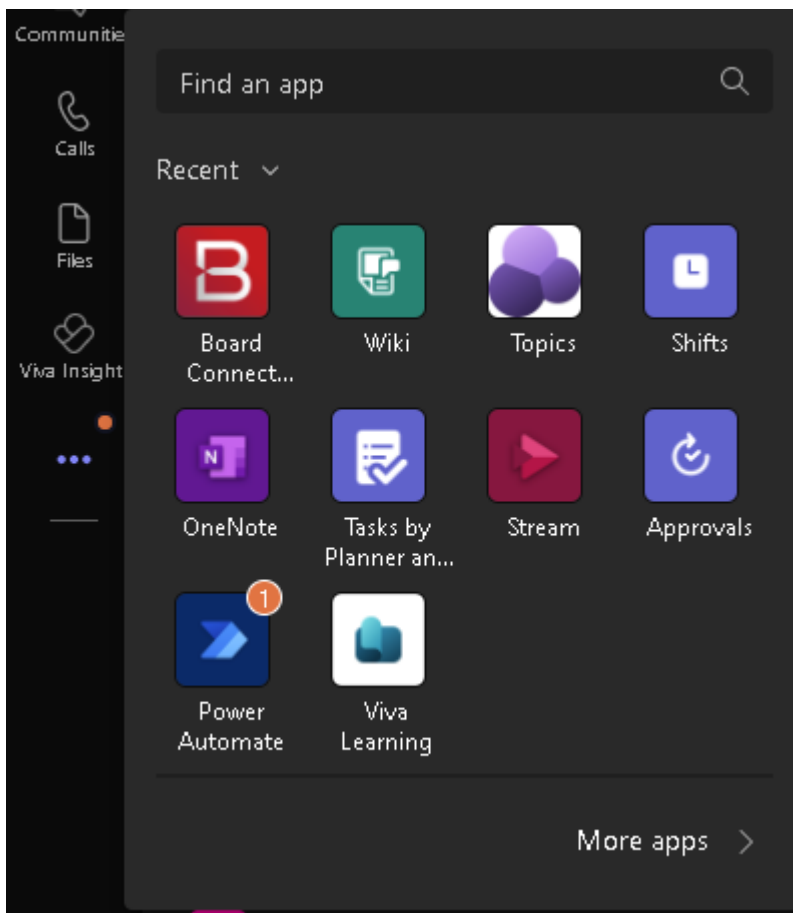 Communitie
Find an app
Calls
Recent
Files
B
Board
Connect...
Wiki
Topics
Shifts
Viva Insight
N
OneNote
Tasks by
Planner an...
Stream
Approvals
1
Power
Automate
Viva
Learning
More apps